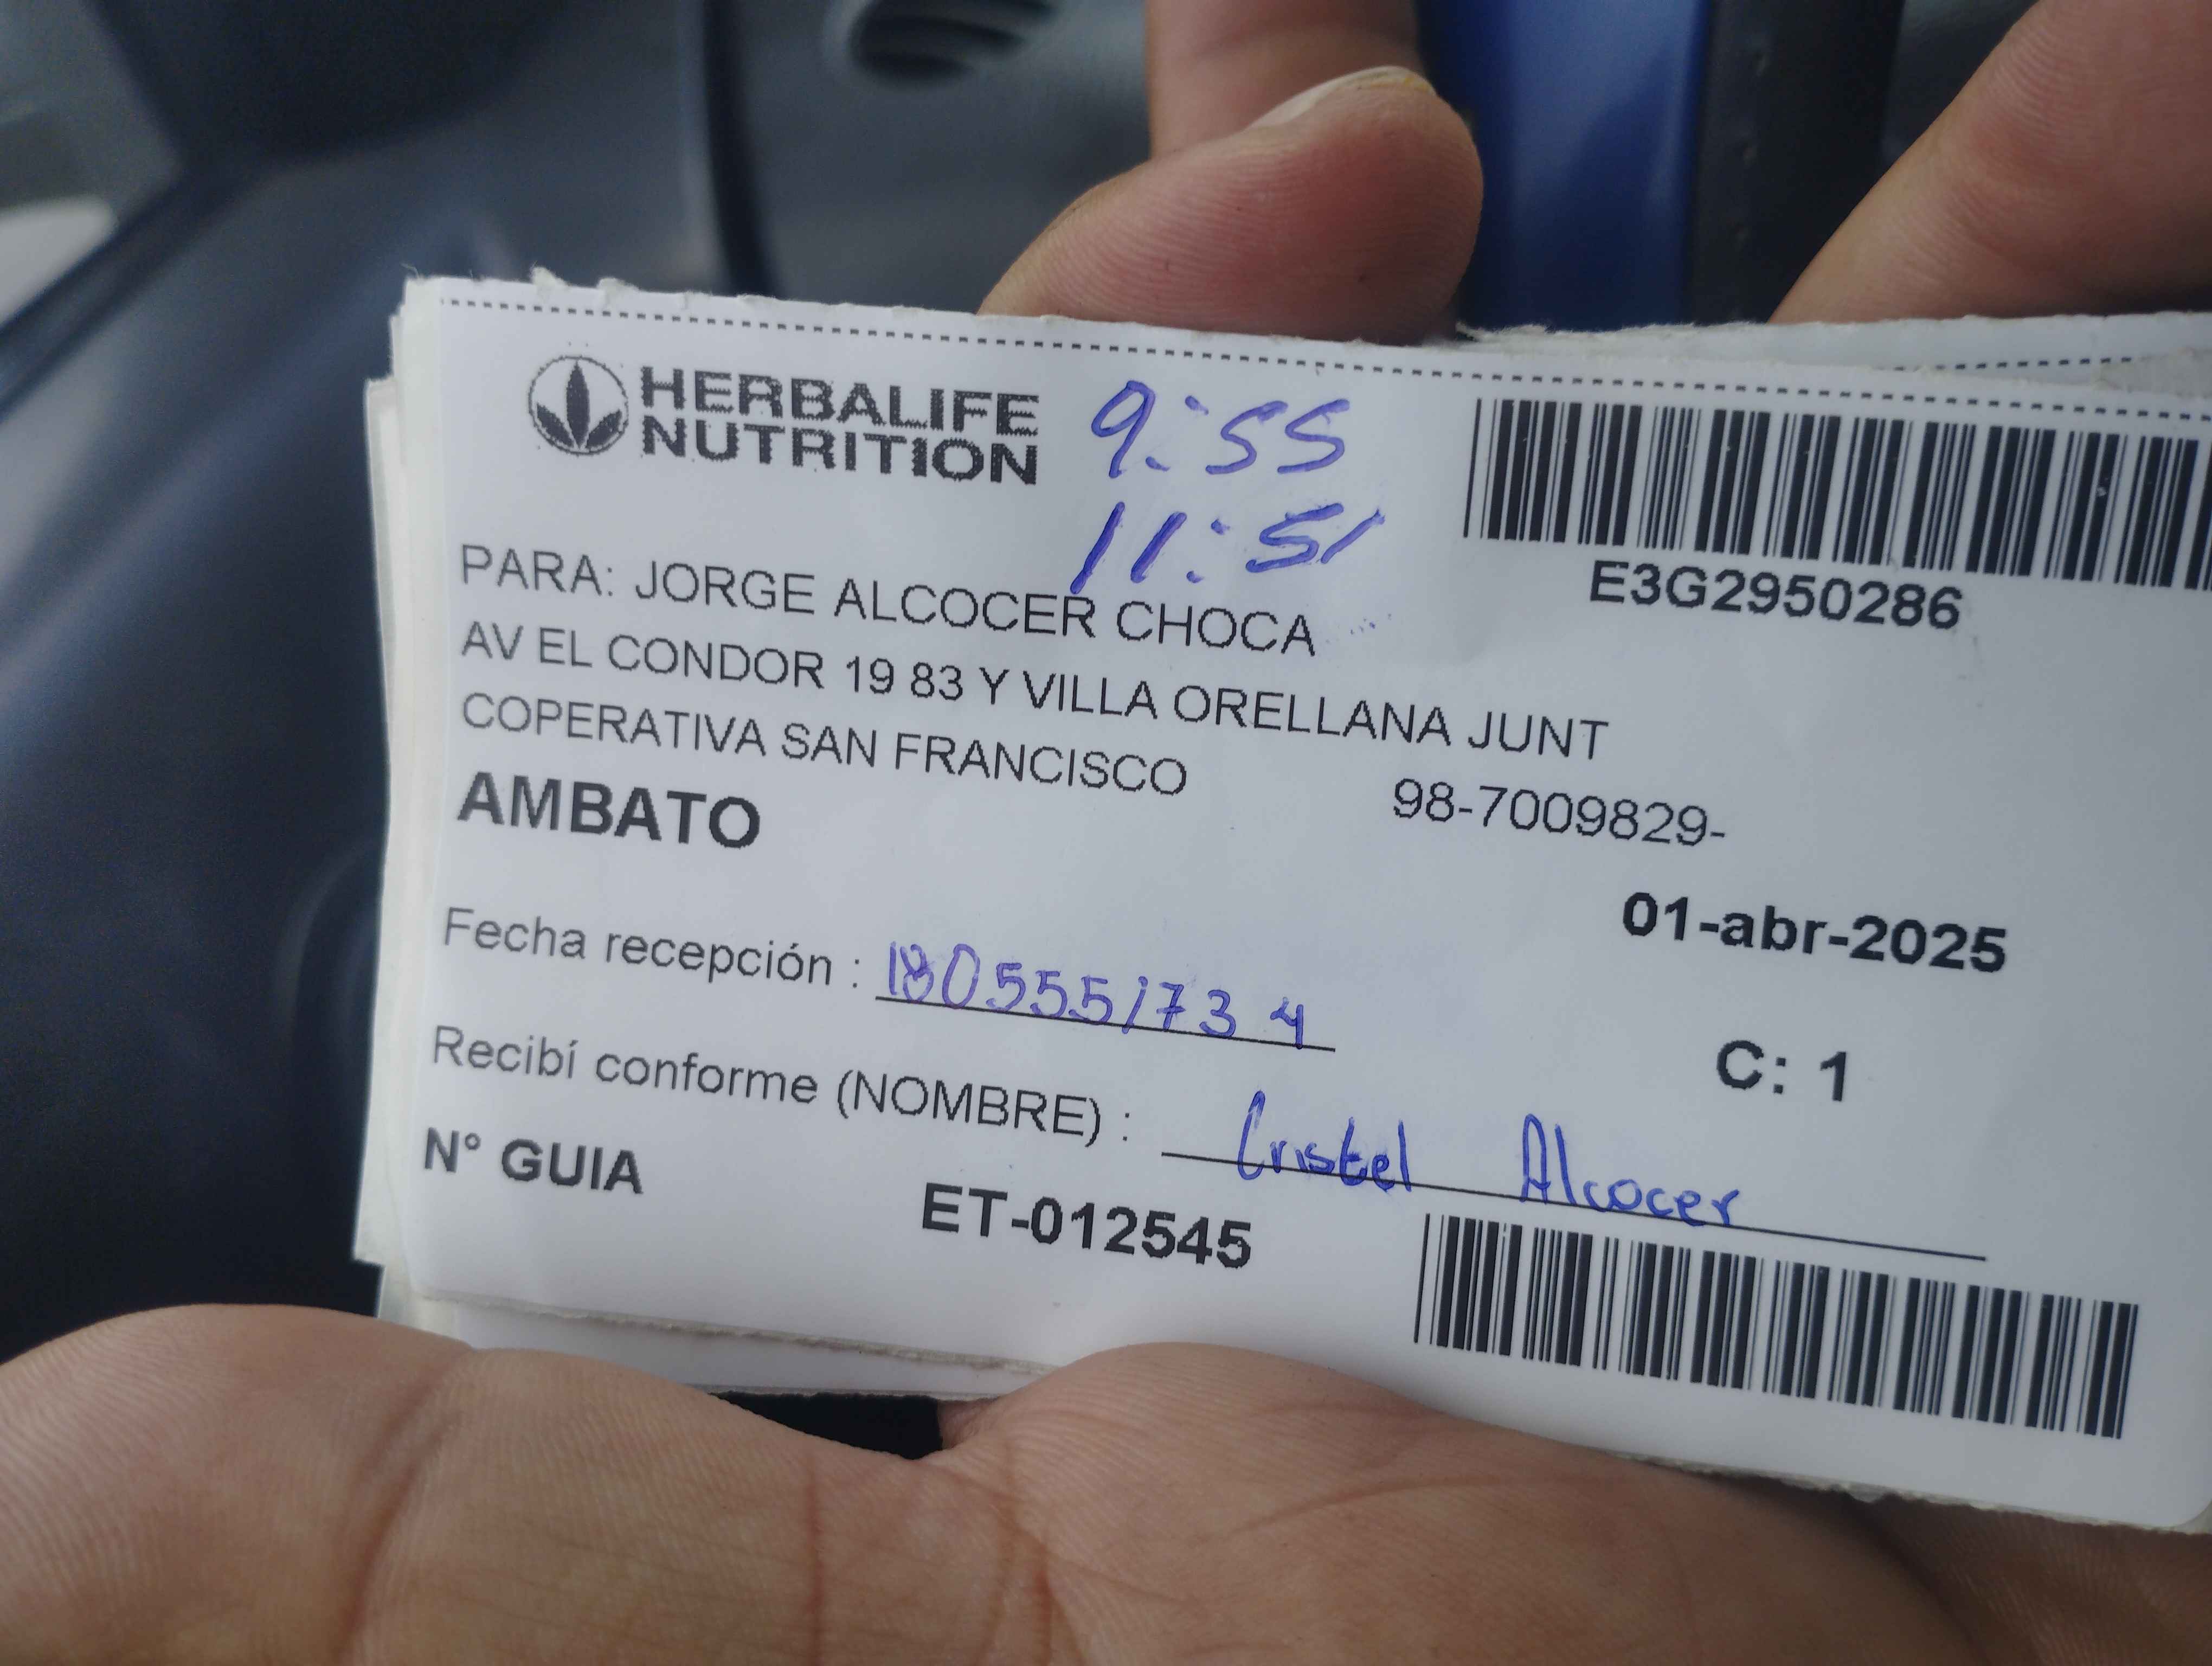 HERBALIFE
NUTRITION
9:55
11:51
E3G2950286
PARA: JORGE ALCOCER CHOCA
AV EL CONDOR 19 83 Y VILLA ORELLANA JUNT
COPERATIVA SAN FRANCISCO
98-7009829-
AMBATO
01-abr-2025
Fecha recepción : 1805551734
C: 1
Recibí conforme (NOMBRE) : Cristel Alcocer
N° GUIA ET-012545